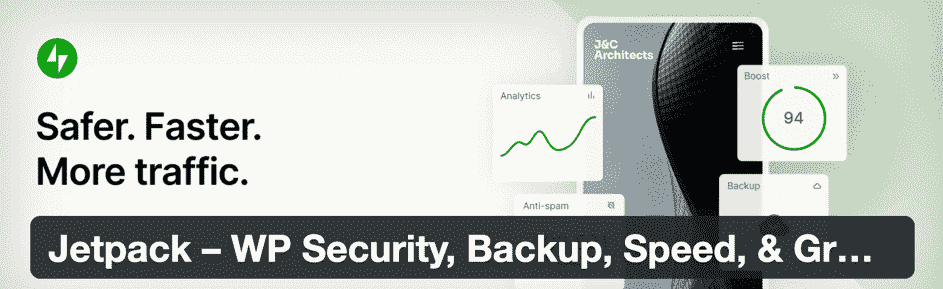 Safer. Faster.
More traffic.
J&C
Architects
Analytics
Boost
94
Backup
Anti-spam
Jetpack – WP Security, Backup, Speed, & Gr...